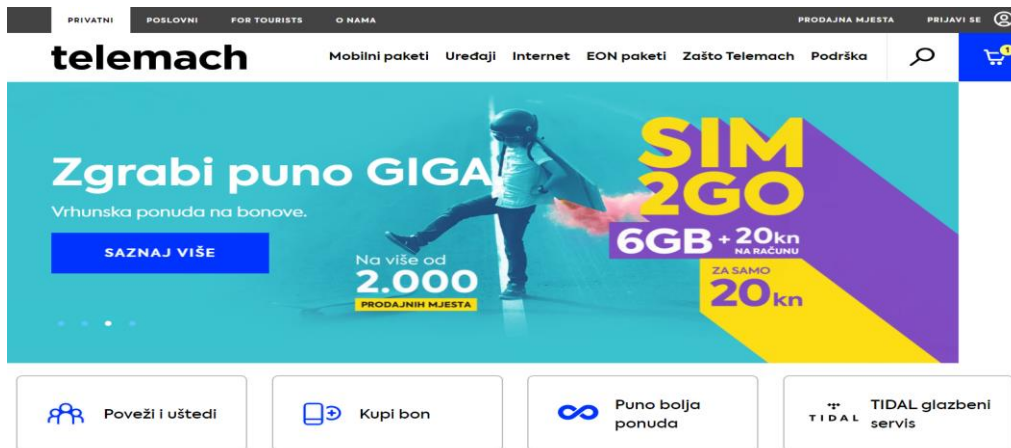 PRIVATNI POSLOVNI FOR TOURISTS O NAMA PRODAJNA MJESTA PRIJAVI SE
telemach Mobilni paketi Uređaji Internet EON paketi Zašto Telemach Podrška 1
Zgrabi puno GIGA
Vrhunska ponuda na bonove.
SAZNAJ VIŠE
Na više od
2.000
PRODAJNIH MJESTA
SIM
2GO
6GB + 20kn
NA RAČUNU
ZA SAMO
20kn
Poveži i uštedi
Kupi bon
Puno bolja
ponuda
TIDAL
TIDAL glazbeni
servis